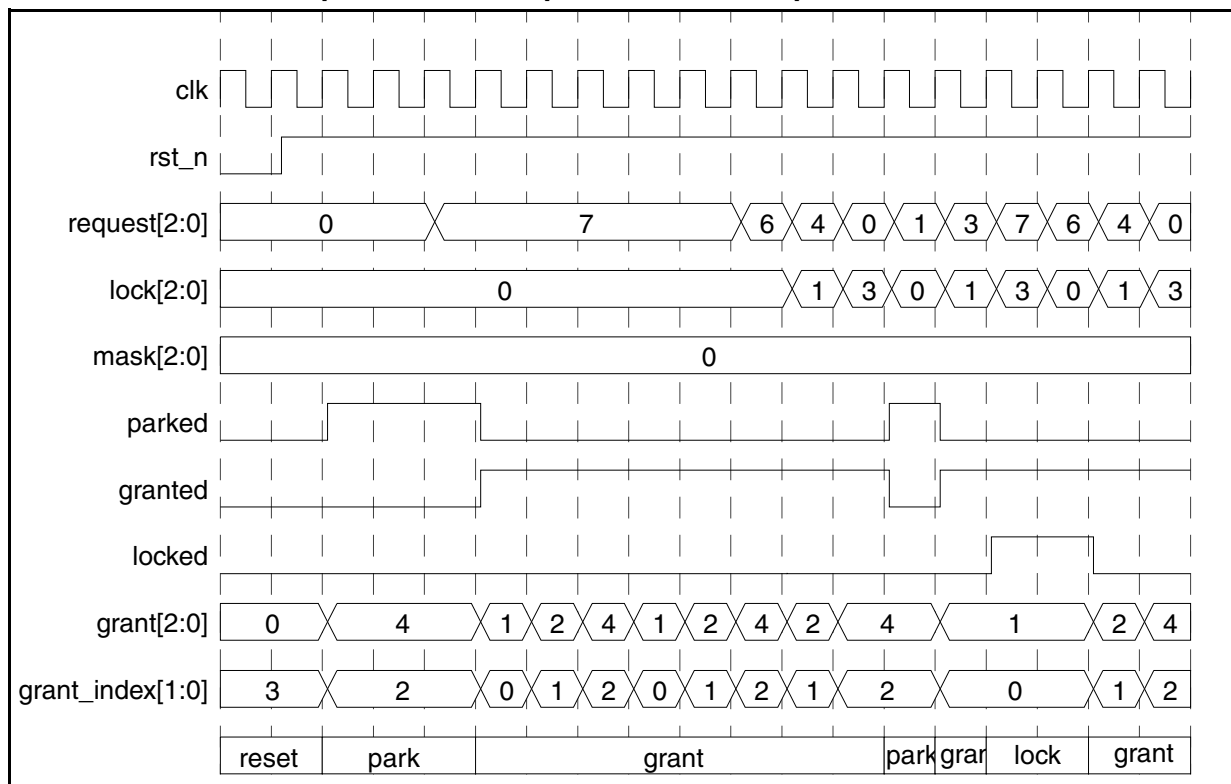 clk
rst_n
request[2:0] 0 7 6 4 0 1 3 7 6 4 0
lock[2:0] 0 1 3 0 1 3 0 1 3
mask[2:0] 0
parked
granted
locked
grant[2:0] 0 4 1 2 4 1 2 4 2 4 1 2 4
grant_index[1:0] 3 2 0 1 2 0 1 2 1 2 0 1 2
reset park grant park gran lock grant